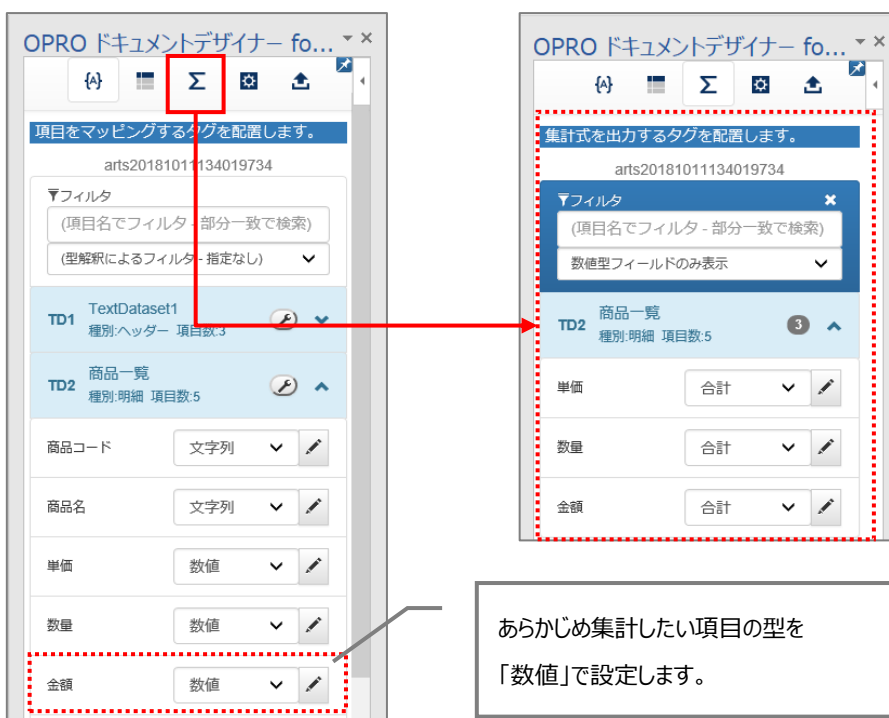 OPRO ドキュメントデザイナー fo...
{A}
Σ
項目をマッピングするタグを配置します。
arts20181011134019734
フィルタ
(項目名でフィルタ - 部分一致で検索)
(型解釈によるフィルタ - 指定なし)
TD1
TextDataset1
種別:ヘッダー 項目数:3
TD2
商品一覧
種別:明細 項目数:5
商品コード 文字列
商品名 文字列
単価 数値
数量 数値
金額 数値
OPRO ドキュメントデザイナー fo...
{A}
Σ
集計式を出力するタグを配置します。
arts20181011134019734
フィルタ
(項目名でフィルタ - 部分一致で検索)
数値型フィールドのみ表示
TD2
商品一覧
種別:明細 項目数:5
3
単価 合計
数量 合計
金額 合計
あらかじめ集計したい項目の型を
「数値」で設定します。